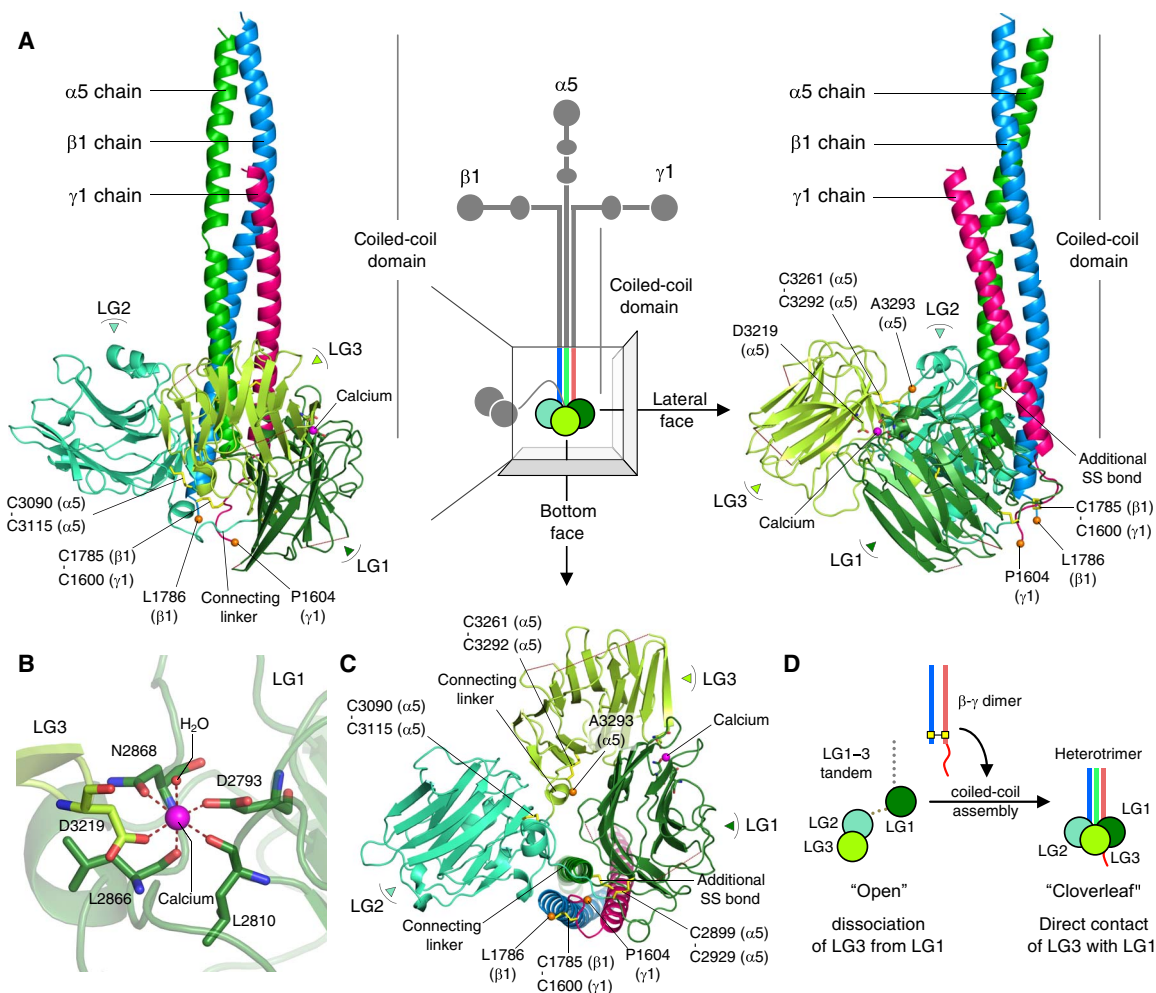 A
α5 chain
β1 chain
γ1 chain
Coiled-coil
domain
LG2
LG3
Calcium
C3090 (α5)
C3115 (α5)
C1785 (β1)
C1600 (γ1)
L1786
(β1)
Connecting
linker
P1604
(γ1)
LG1
α5
β1
γ1
Coiled-coil
domain
Lateral
face
Bottom
face
α5 chain
β1 chain
γ1 chain
Coiled-coil
domain
C3261 (α5)
C3292 (α5)
A3293
(α5)
LG2
D3219
(α5)
LG3
Calcium
LG1
Additional
SS bond
C1785 (β1)
C1600 (γ1)
L1786
(β1)
P1604
(γ1)
B
LG1
LG3
H2O
N2868
D2793
D3219
L2866
Calcium
L2810
C
C3261 (α5)
C3292 (α5)
Connecting
linker
LG3
C3090 (α5)
C3115 (α5)
A3293
(α5)
Calcium
LG1
LG2
Additional
SS bond
Connecting
linker
L1786
(β1)
C1785 (β1)
C1600 (γ1)
P1604
(γ1)
C2899 (α5)
C2929 (α5)
D
β-γ dimer
LG1–3
tandem
Heterotrimer
coiled-coil
assembly
LG2
LG1
LG3
LG1
LG2
LG3
“Open”
dissociation
of LG3 from LG1
“Cloverleaf"
Direct contact
of LG3 with LG1